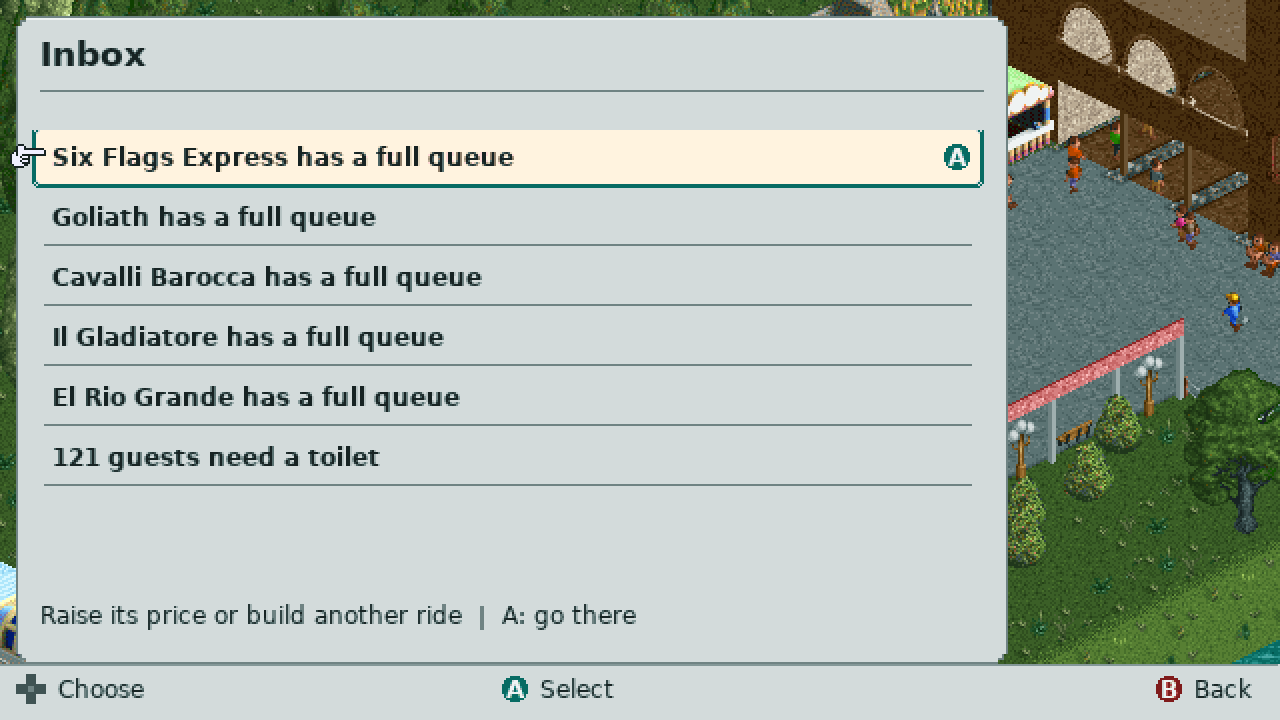 Inbox
Six Flags Express has a full queue A
Goliath has a full queue
Cavalli Barocca has a full queue
Il Gladiatore has a full queue
El Rio Grande has a full queue
121 guests need a toilet
Raise its price or build another ride | A: go there
Choose A Select B Back